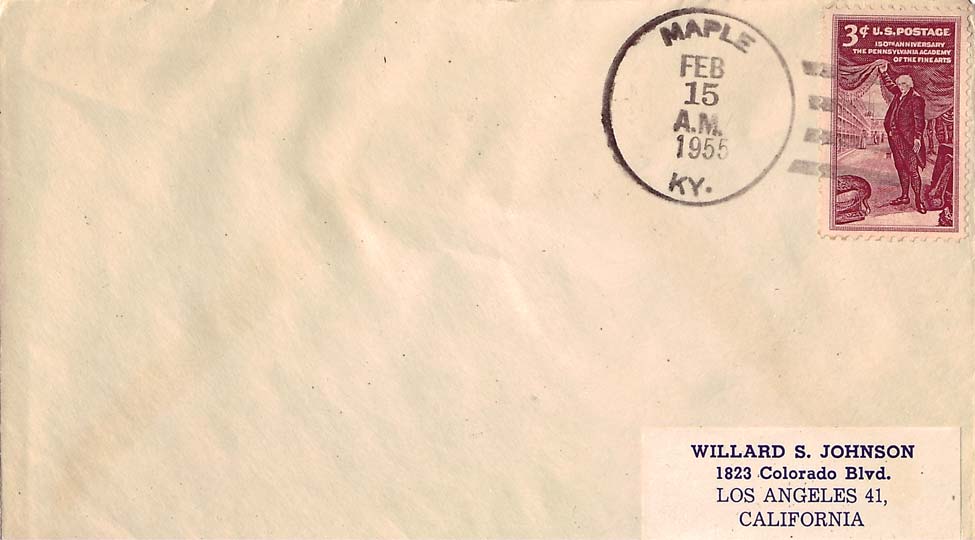 MAPLE
FEB
15
A.M.
1955
KY.
3¢ U.S. POSTAGE
150TH ANNIVERSARY
THE PENNSYLVANIA ACADEMY
OF THE FINE ARTS
WILLARD S. JOHNSON
1823 Colorado Blvd.
LOS ANGELES 41,
CALIFORNIA